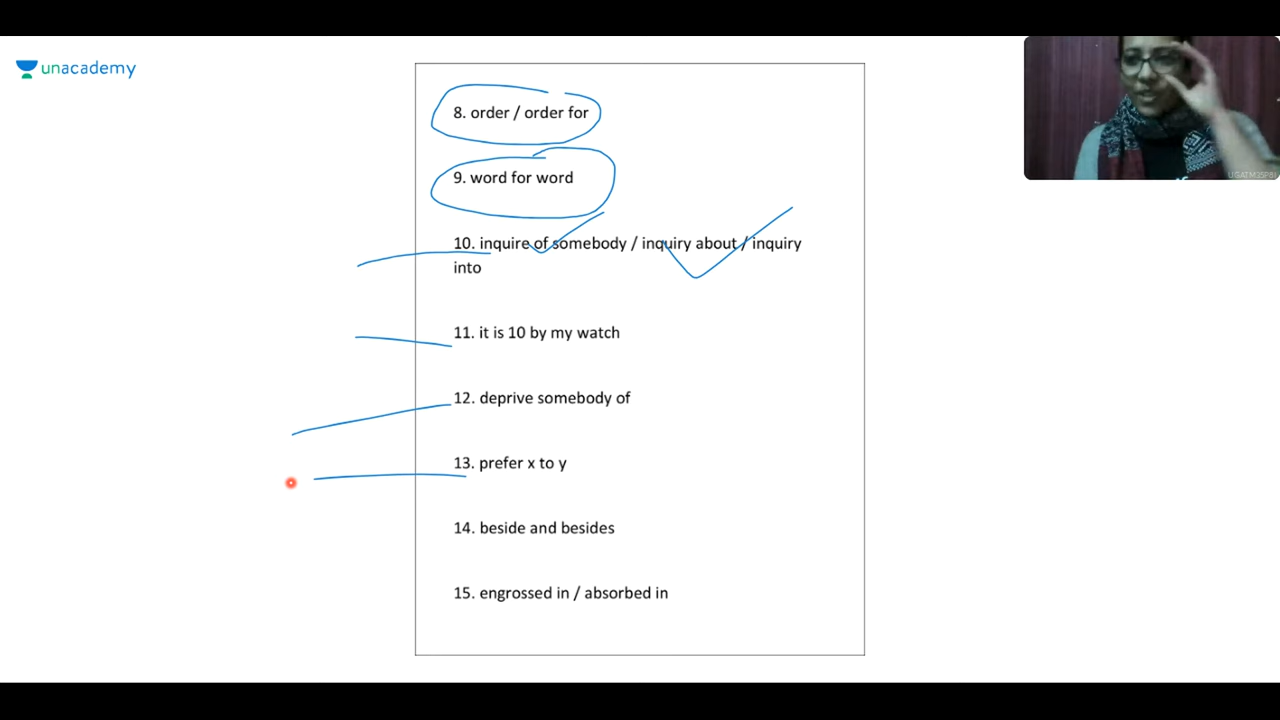 unacademy
8. order / order for
9. word for word
10. inquire of somebody / inquiry about / inquiry
into
11. it is 10 by my watch
12. deprive somebody of
13. prefer x to y
14. beside and besides
15. engrossed in / absorbed in